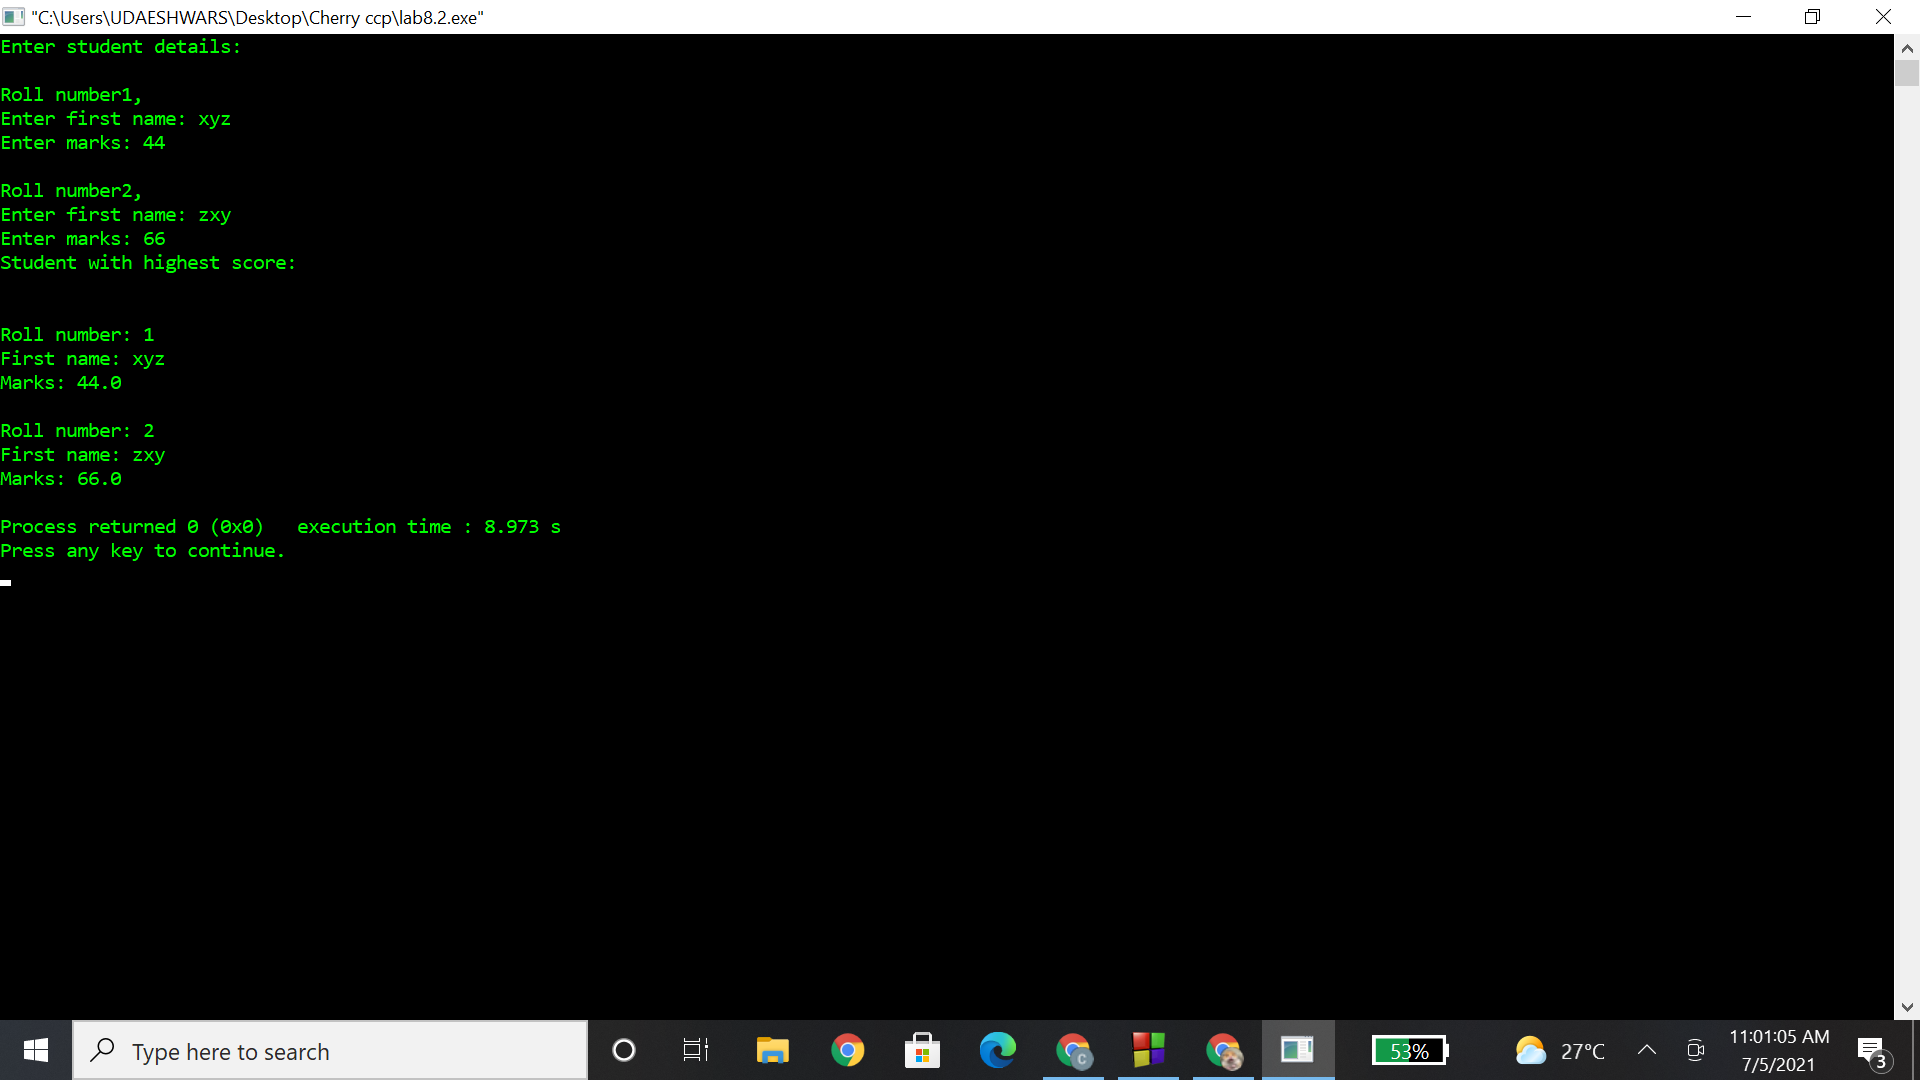 "C:\Users\UDAESHWARS\Desktop\Cherry ccp\lab8.2.exe"
Enter student details:
Roll number1,
Enter first name: xyz
Enter marks: 44
Roll number2,
Enter first name: zxy
Enter marks: 66
Student with highest score:
Roll number: 1
First name: xyz
Marks: 44.0
Roll number: 2
First name: zxy
Marks: 66.0
Process returned 0 (0x0)   execution time : 8.973 s
Press any key to continue.
Type here to search
C
53%
27°C
11:01:05 AM
7/5/2021
3